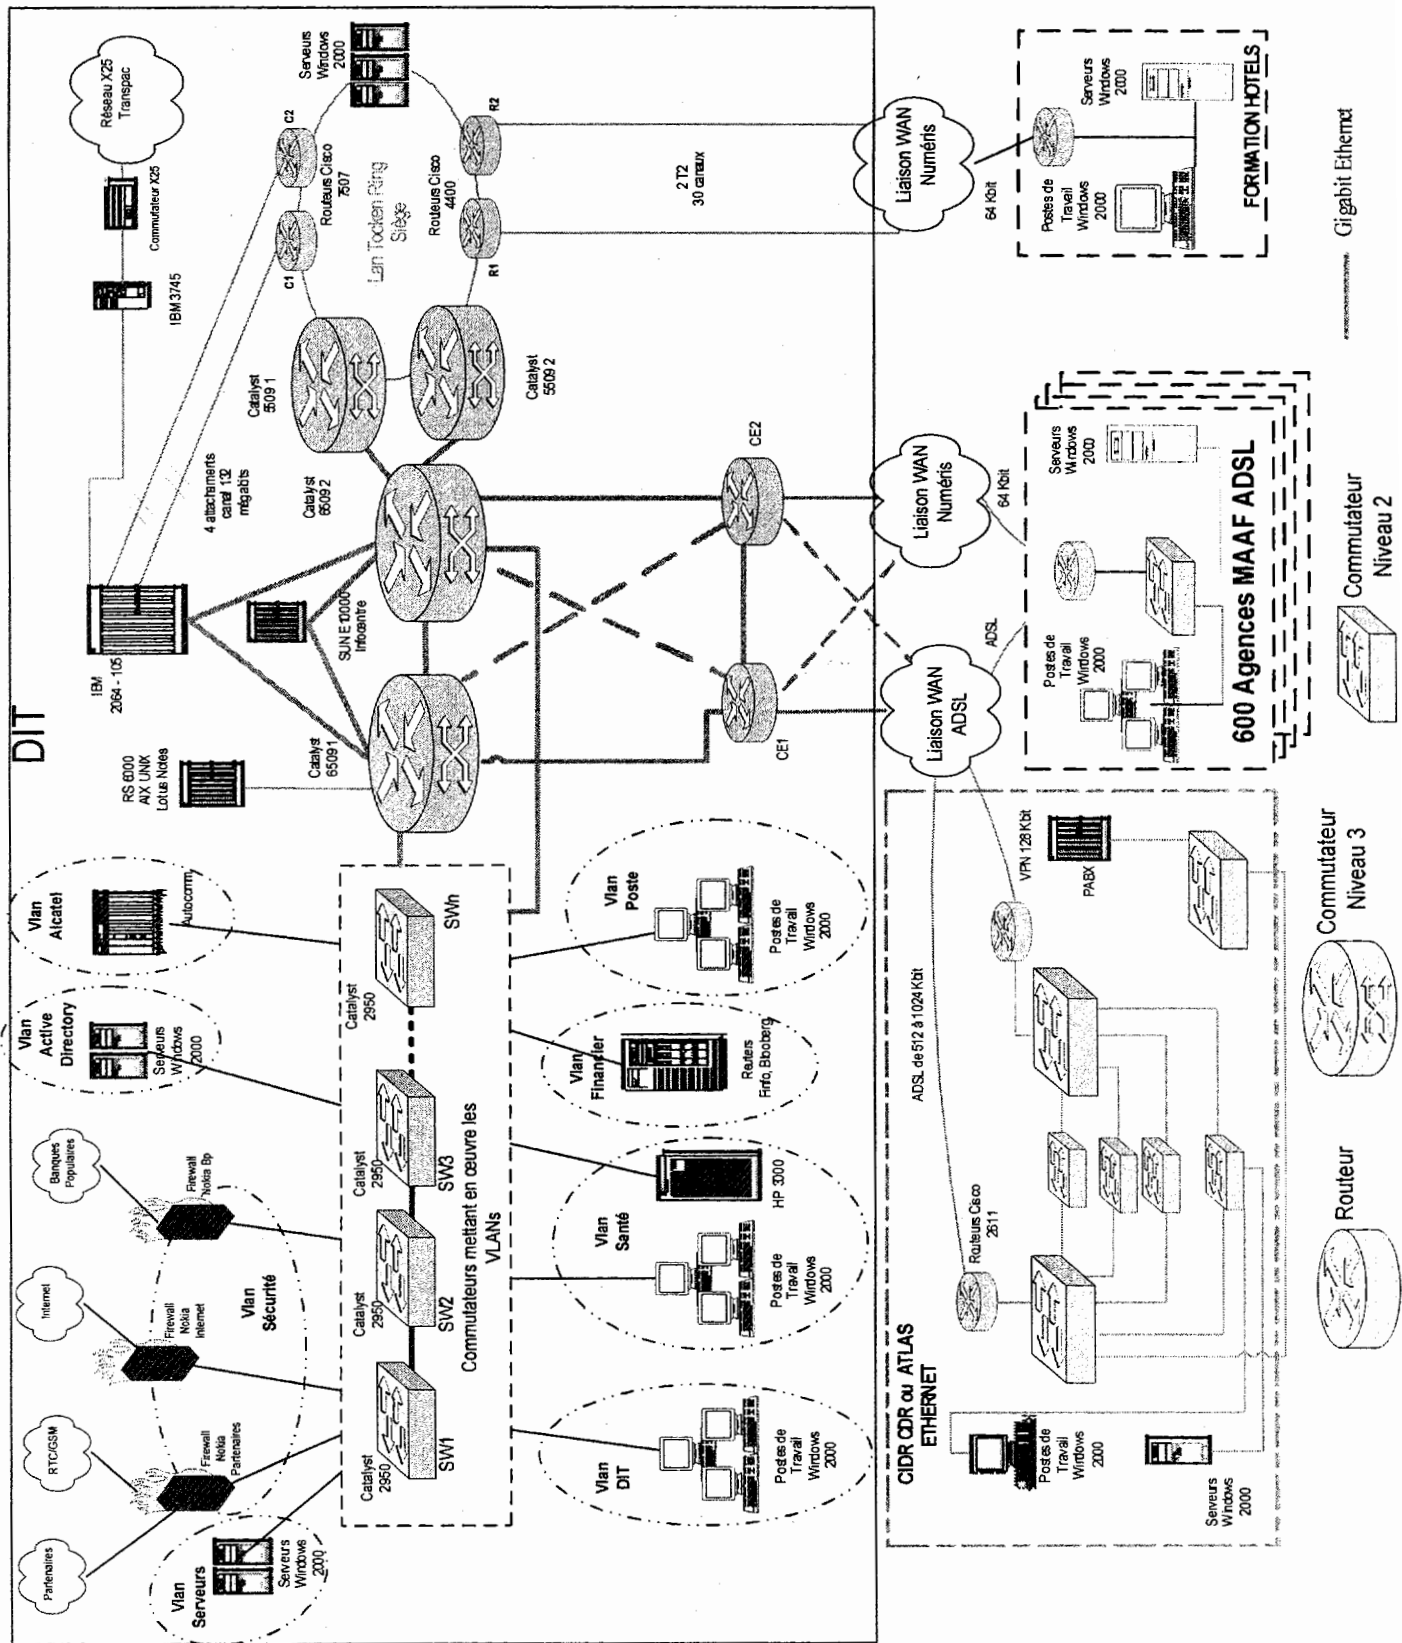 DIT
Partenaires
RTC/GSM
Internet
Banques
Populaires
Firewall
Nokia
Partenaires
Firewall
Nokia
Internet
Firewall
Nokia Bp
Vlan
Sécurité
Vlan
Serveurs
Serveurs
Windows
2000
Vlan
Active
Directory
Serveurs
Windows
2000
Vlan
Alcatel
Autocomm.
Catalyst
2950
SW1
Catalyst
2950
SW2
Catalyst
2950
SW3
Catalyst
2950
SWn
Commutateurs mettant en œuvre les
VLANs
Vlan
DIT
Postes de
Travail
Windows
2000
Vlan
Santé
Postes de
Travail
Windows
2000
HP 3000
Vlan
Financier
Reuters
Finfo, Blooberg
Vlan
Poste
Postes de
Travail
Windows
2000
RS 6000
AIX UNIX
Lotus Notes
IBM
2064 - 105
SUN E10000
Infocentre
Catalyst
6509 1
Catalyst
6509 2
4 attachements
canal 132
mégabits
Catalyst
5509 1
Catalyst
5509 2
IBM 3745
Commutateur X25
Réseau X25
Transpac
C1
C2
Routeurs Cisco
7507
Lan Tocken Ring
Siège
Routeurs Cisco
4400
R1
R2
Serveurs
Windows
2000
CE1
CE2
2 T2
30 canaux
Liaison WAN
ADSL
Liaison WAN
Numéris
Liaison WAN
Numéris
ADSL
64 Kbit
64 Kbit
ADSL de 512 à 1024 Kbit
VPN 128 Kbit
CIDR CDR ou ATLAS
ETHERNET
Routeurs Cisco
2611
PABX
Postes de
Travail
Windows
2000
Serveurs
Windows
2000
Postes de
Travail
Windows
2000
Serveurs
Windows
2000
600 Agences MAAF ADSL
Postes de
Travail
Windows
2000
Serveurs
Windows
2000
FORMATION HOTELS
Routeur
Commutateur
Niveau 3
Commutateur
Niveau 2
Gigabit Ethernet